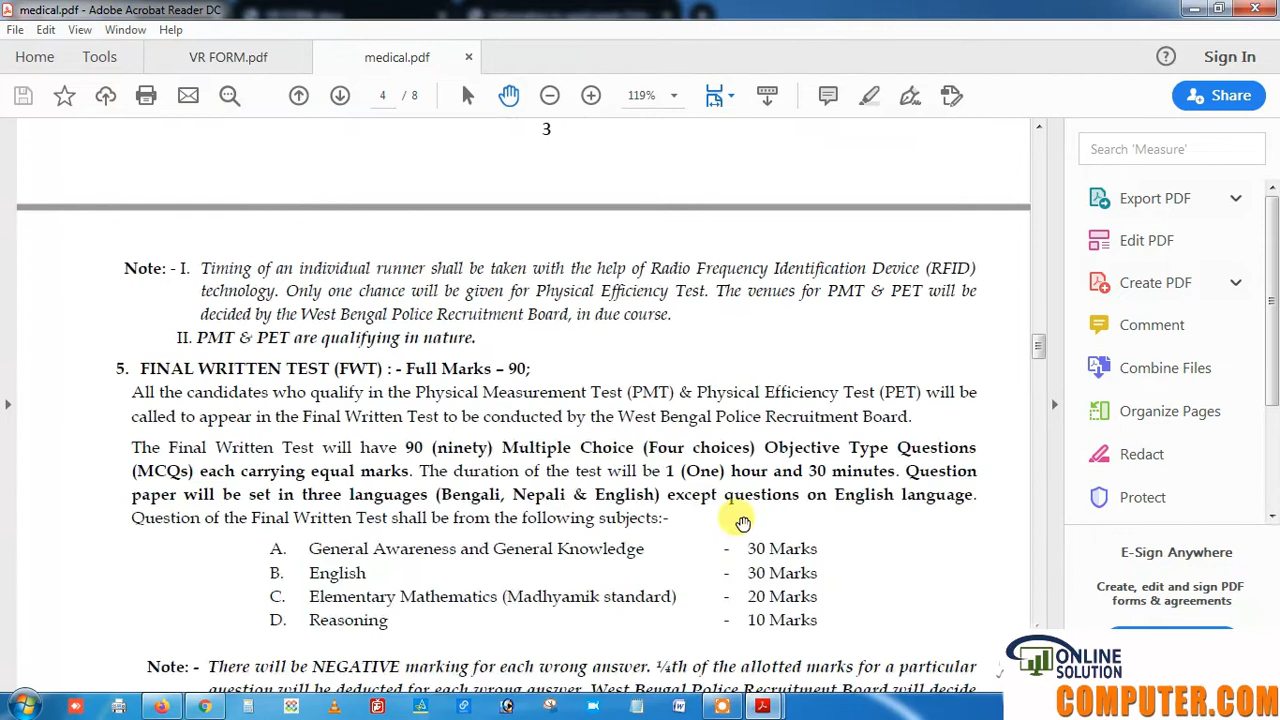 medical.pdf - Adobe Acrobat Reader DC
File Edit View Window Help
Home Tools VR FORM.pdf medical.pdf × Sign In
4 / 8 119% Share
3
Search 'Measure'
Export PDF
Edit PDF
Create PDF
Comment
Combine Files
Organize Pages
Redact
Protect
E-Sign Anywhere
Create, edit and sign PDF
forms & agreements
Note: - I. Timing of an individual runner shall be taken with the help of Radio Frequency Identification Device (RFID)
technology. Only one chance will be given for Physical Efficiency Test. The venues for PMT & PET will be
decided by the West Bengal Police Recruitment Board, in due course.
II. PMT & PET are qualifying in nature.
5. FINAL WRITTEN TEST (FWT) : - Full Marks – 90;
All the candidates who qualify in the Physical Measurement Test (PMT) & Physical Efficiency Test (PET) will be
called to appear in the Final Written Test to be conducted by the West Bengal Police Recruitment Board.
The Final Written Test will have 90 (ninety) Multiple Choice (Four choices) Objective Type Questions
(MCQs) each carrying equal marks. The duration of the test will be 1 (One) hour and 30 minutes. Question
paper will be set in three languages (Bengali, Nepali & English) except questions on English language.
Question of the Final Written Test shall be from the following subjects:-
A. General Awareness and General Knowledge - 30 Marks
B. English - 30 Marks
C. Elementary Mathematics (Madhyamik standard) - 20 Marks
D. Reasoning - 10 Marks
Note: - There will be NEGATIVE marking for each wrong answer. ¼th of the allotted marks for a particular
question will be deducted for each wrong answer. West Bengal Police Recruitment Board will decide
ONLINE
SOLUTION
COMPUTER.COM